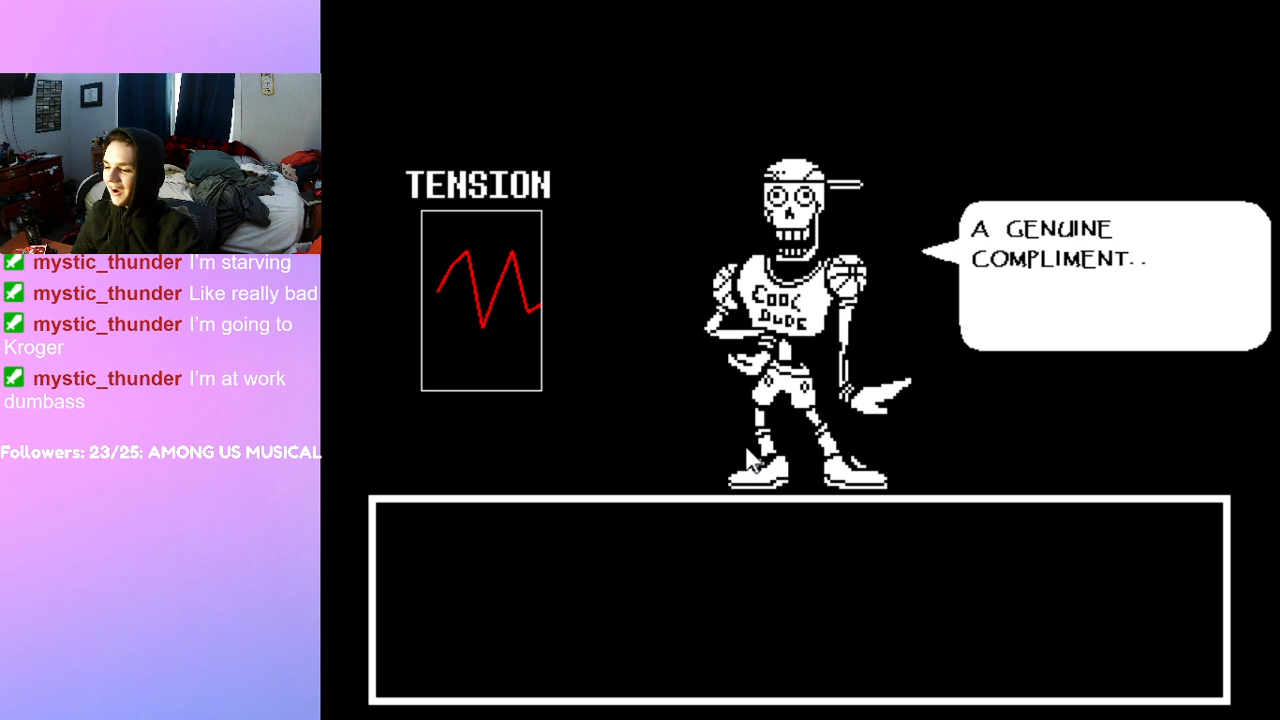 TENSION
A GENUINE
COMPLIMENT..
COOL
DUDE
mystic_thunder I'm starving
mystic_thunder Like really bad
mystic_thunder I'm going to
Kroger
mystic_thunder I'm at work
dumbass
Followers: 23/25: AMONG US MUSICAL